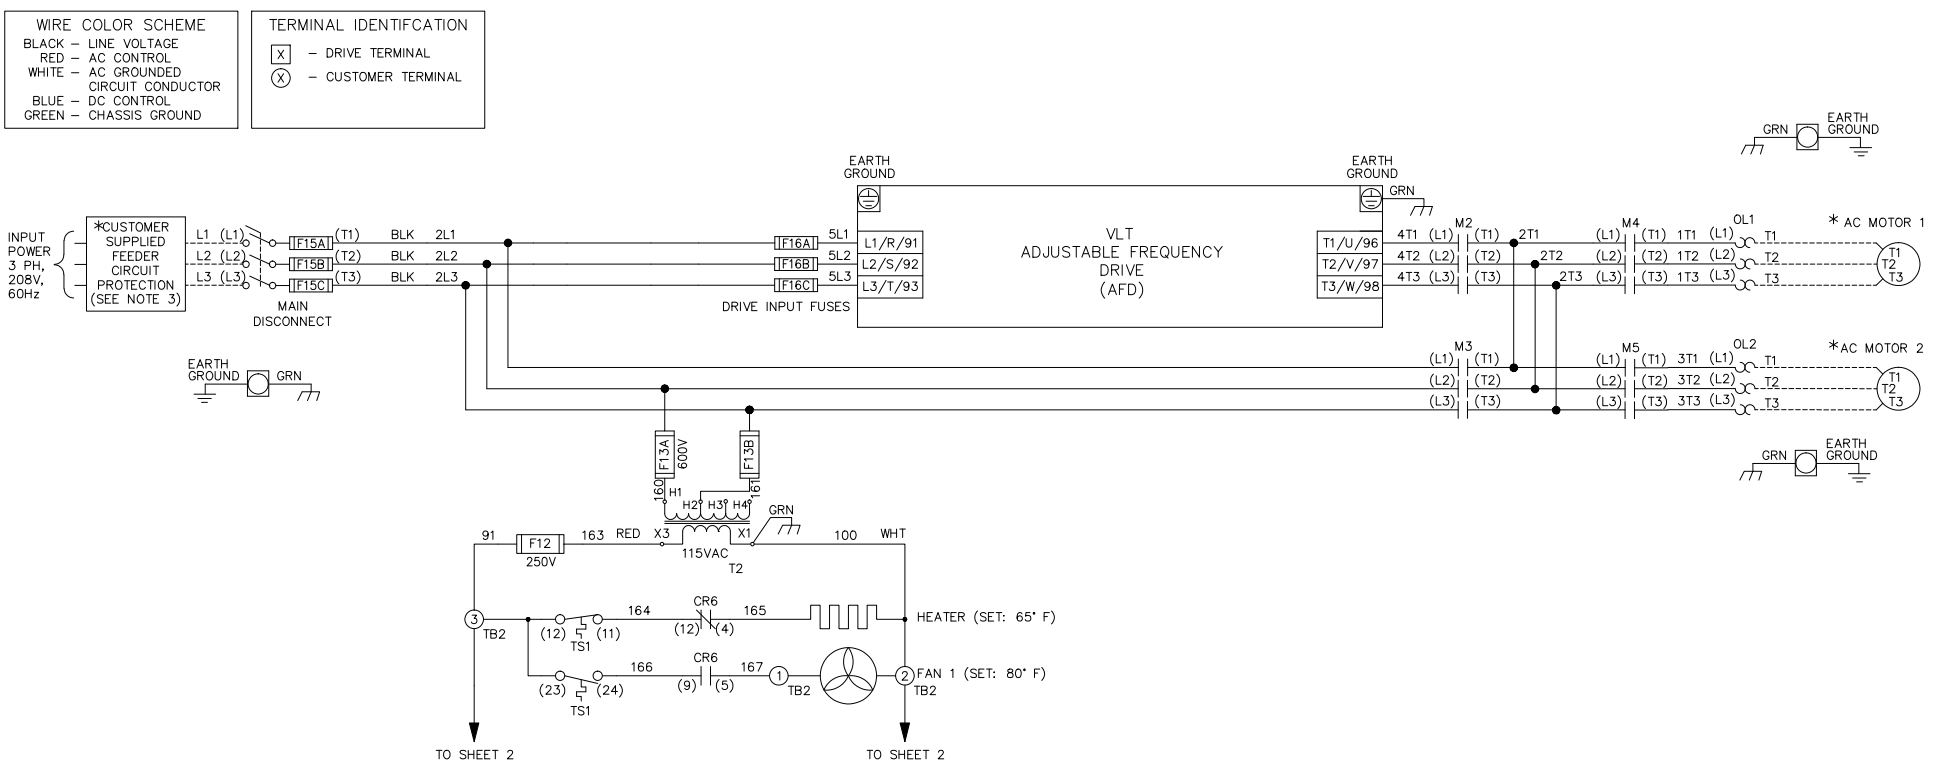 WIRE COLOR SCHEME
BLACK – LINE VOLTAGE
RED – AC CONTROL
WHITE – AC GROUNDED
CIRCUIT CONDUCTOR
BLUE – DC CONTROL
GREEN – CHASSIS GROUND
TERMINAL IDENTIFCATION
X – DRIVE TERMINAL
X – CUSTOMER TERMINAL
INPUT
POWER
3 PH,
208V,
60Hz
*CUSTOMER
SUPPLIED
FEEDER
CIRCUIT
PROTECTION
(SEE NOTE 3)
L1 (L1) F15A (T1) BLK 2L1 F16A 5L1 L1/R/91
L2 (L2) F15B (T2) BLK 2L2 F16B 5L2 L2/S/92
L3 (L3) F15C (T3) BLK 2L3 F16C 5L3 L3/T/93
MAIN
DISCONNECT
DRIVE INPUT FUSES
EARTH
GROUND
VLT
ADJUSTABLE FREQUENCY
DRIVE
(AFD)
EARTH
GROUND
GRN
T1/U/96 4T1 (L1) M2 (T1) 2T1 (L1) M4 (T1) 1T1 (L1) OL1 T1
T2/V/97 4T2 (L2) (T2) 2T2 (L2) (T2) 1T2 (L2) T2
T3/W/98 4T3 (L3) (T3) 2T3 (L3) (T3) 1T3 (L3) T3
* AC MOTOR 1
T1
T2
T3
GRN
EARTH
GROUND
EARTH
GROUND
GRN
(L1) M3 (T1) (L1) M5 (T1) 3T1 (L1) OL2 T1
(L2) (T2) (L2) (T2) 3T2 (L2) T2
(L3) (T3) (L3) (T3) 3T3 (L3) T3
*AC MOTOR 2
T1
T2
T3
GRN
EARTH
GROUND
F13A
600V
F13B
160
161
H1
H2
H3
H4
GRN
91
F12
250V
163
RED
X3
X1
115VAC
T2
100
WHT
3
TB2
(12)
TS1
(11)
164
CR6
(12)
(4)
165
HEATER (SET: 65° F)
(23)
TS1
(24)
166
CR6
(9)
(5)
167
1
TB2
2
TB2
FAN 1 (SET: 80° F)
TO SHEET 2
TO SHEET 2